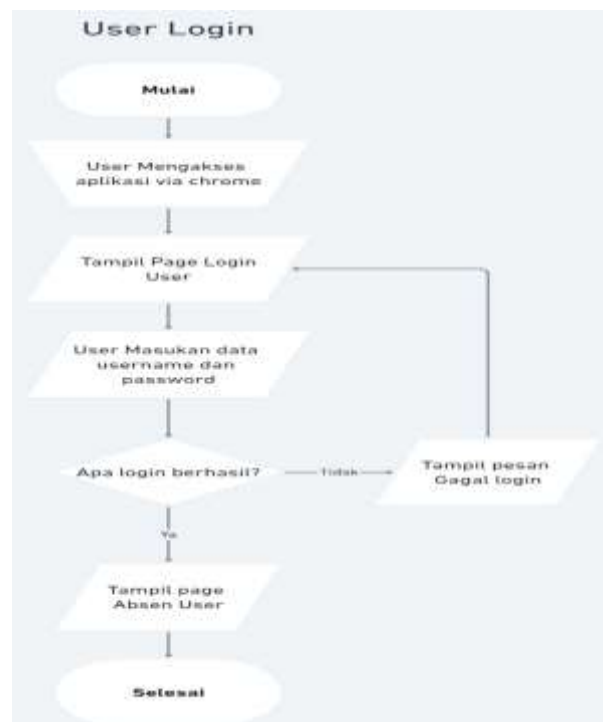 User Login
Mulai
User Mengakses
aplikasi via chrome
Tampil Page Login
User
User Masukan data
username dan
password
Apa login berhasil?
Tidak
Tampil pesan
Gagal login
Ya
Tampil page
Absen User
Selesai